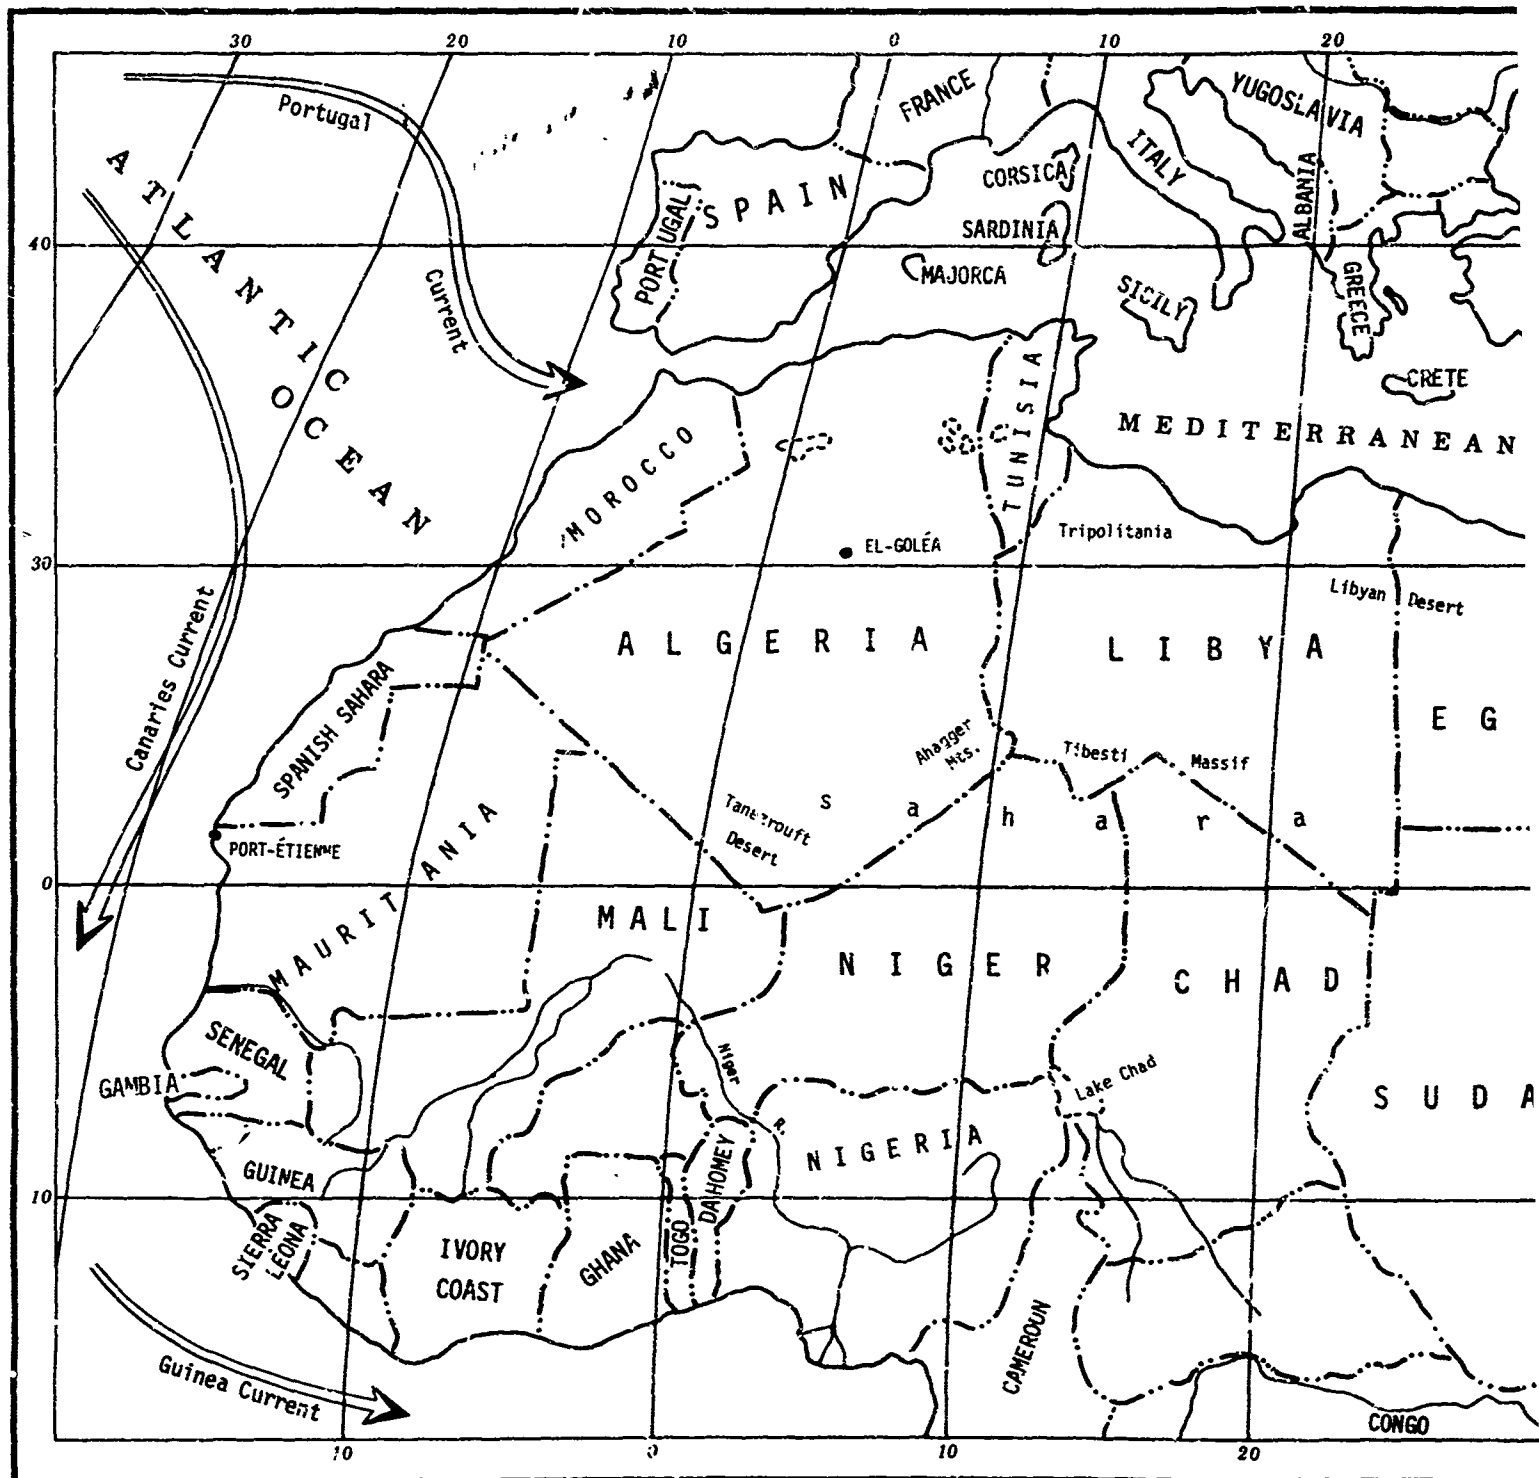 30 20 10 0 10 20
Portugal
Current
ATLANTIC
OCEAN
FRANCE
YUGOSLAVIA
ITALY
CORSICA
SPAIN
PORTUGAL
ALBANIA
SARDINIA
40
MAJORCA
SICILY
GREECE
CRETE
TUNISIA
MEDITERRANEAN
MOROCCO
EL-GOLÉA
Tripolitania
30
Libyan Desert
Canaries Current
ALGERIA
LIBYA
SPANISH SAHARA
EG
Ahaggar
Mts.
Tibesti Massif
Sahara
Desert
PORT-ÉTIENNE
MAURITANIA
0
MALI
NIGER
CHAD
SENEGAL
Niger
R.
Lake Chad
GAMBIA
SUDA
NIGERIA
GUINEA
DAHOMEY
10
SIERRA
LEONA
IVORY
COAST
GHANA
TOGO
CAMEROUN
Guinea Current
CONGO
10 0 10 20